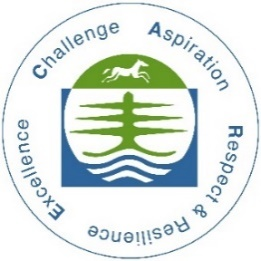 Challenge
Aspiration
Respect & Resilience
Excellence